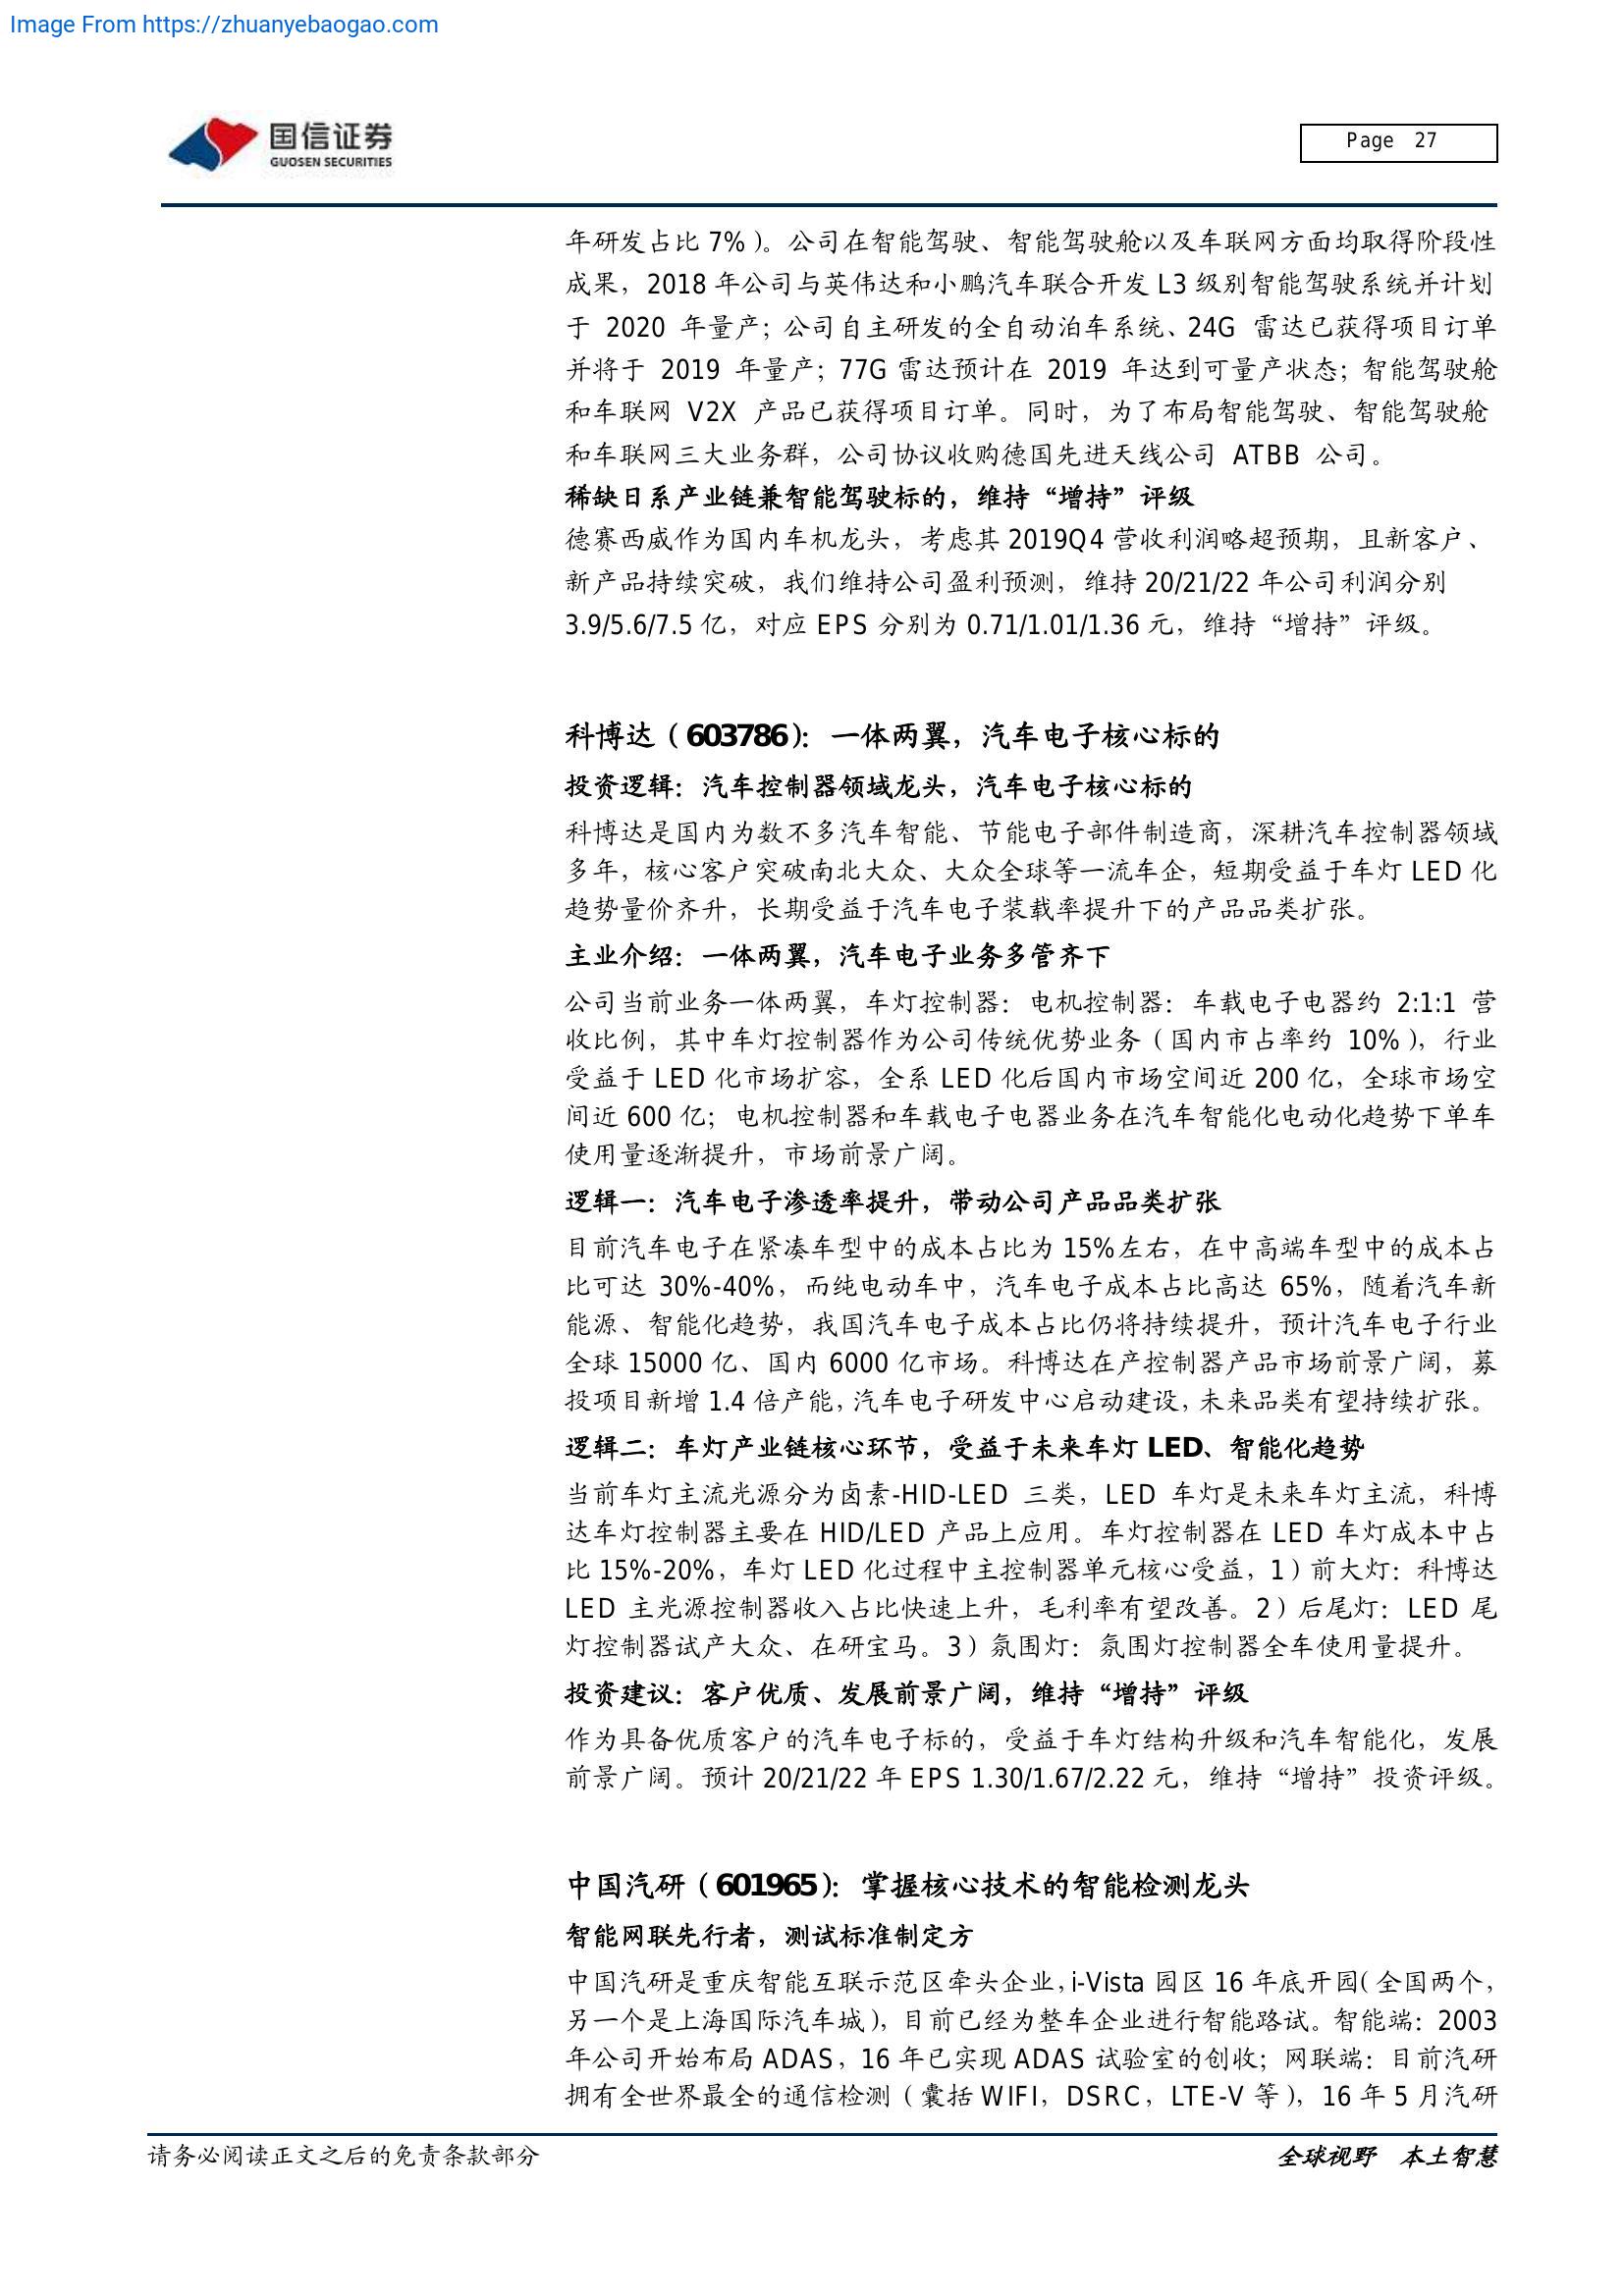 Image From https://zhuanyebaogao.com
国信证券
GUOSEN SECURITIES
Page 27
年研发占比 7%）。公司在智能驾驶、智能驾驶舱以及车联网方面均取得阶段性
成果，2018 年公司与英伟达和小鹏汽车联合开发 L3 级别智能驾驶系统并计划
于 2020 年量产；公司自主研发的全自动泊车系统、24G 雷达已获得项目订单
并将于 2019 年量产；77G 雷达预计在 2019 年达到可量产状态；智能驾驶舱
和车联网 V2X 产品已获得项目订单。同时，为了布局智能驾驶、智能驾驶舱
和车联网三大业务群，公司协议收购德国先进天线公司 ATBB 公司。
稀缺日系产业链兼智能驾驶标的，维持“增持”评级
德赛西威作为国内车机龙头，考虑其 2019Q4 营收利润略超预期，且新客户、
新产品持续突破，我们维持公司盈利预测，维持 20/21/22 年公司利润分别
3.9/5.6/7.5 亿，对应 EPS 分别为 0.71/1.01/1.36 元，维持“增持”评级。
科博达（603786）：一体两翼，汽车电子核心标的
投资逻辑：汽车控制器领域龙头，汽车电子核心标的
科博达是国内为数不多汽车智能、节能电子部件制造商，深耕汽车控制器领域
多年，核心客户突破南北大众、大众全球等一流车企，短期受益于车灯 LED 化
趋势量价齐升，长期受益于汽车电子装载率提升下的产品品类扩张。
主业介绍：一体两翼，汽车电子业务多管齐下
公司当前业务一体两翼，车灯控制器：电机控制器：车载电子电器约 2:1:1 营
收比例，其中车灯控制器作为公司传统优势业务（国内市占率约 10%），行业
受益于 LED 化市场扩容，全系 LED 化后国内市场空间近 200 亿，全球市场空
间近 600 亿；电机控制器和车载电子电器业务在汽车智能化电动化趋势下单车
使用量逐渐提升，市场前景广阔。
逻辑一：汽车电子渗透率提升，带动公司产品品类扩张
目前汽车电子在紧凑车型中的成本占比为 15%左右，在中高端车型中的成本占
比可达 30%-40%，而纯电动车中，汽车电子成本占比高达 65%，随着汽车新
能源、智能化趋势，我国汽车电子成本占比仍将持续提升，预计汽车电子行业
全球 15000 亿、国内 6000 亿市场。科博达在产控制器产品市场前景广阔，募
投项目新增 1.4 倍产能，汽车电子研发中心启动建设，未来品类有望持续扩张。
逻辑二：车灯产业链核心环节，受益于未来车灯 LED、智能化趋势
当前车灯主流光源分为卤素-HID-LED 三类，LED 车灯是未来车灯主流，科博
达车灯控制器主要在 HID/LED 产品上应用。车灯控制器在 LED 车灯成本中占
比 15%-20%，车灯 LED 化过程中主控制器单元核心受益，1）前大灯：科博达
LED 主光源控制器收入占比快速上升，毛利率有望改善。2）后尾灯：LED 尾
灯控制器试产大众、在研宝马。3）氛围灯：氛围灯控制器全车使用量提升。
投资建议：客户优质、发展前景广阔，维持“增持”评级
作为具备优质客户的汽车电子标的，受益于车灯结构升级和汽车智能化，发展
前景广阔。预计 20/21/22 年 EPS 1.30/1.67/2.22 元，维持“增持”投资评级。
中国汽研（601965）：掌握核心技术的智能检测龙头
智能网联先行者，测试标准制定方
中国汽研是重庆智能互联示范区牵头企业，i-Vista 园区 16 年底开园（全国两个，
另一个是上海国际汽车城），目前已经为整车企业进行智能路试。智能端：2003
年公司开始布局 ADAS，16 年已实现 ADAS 试验室的创收；网联端：目前汽研
拥有全世界最全的通信检测（囊括 WIFI，DSRC，LTE-V 等），16 年 5 月汽研
请务必阅读正文之后的免责条款部分
全球视野 本土智慧